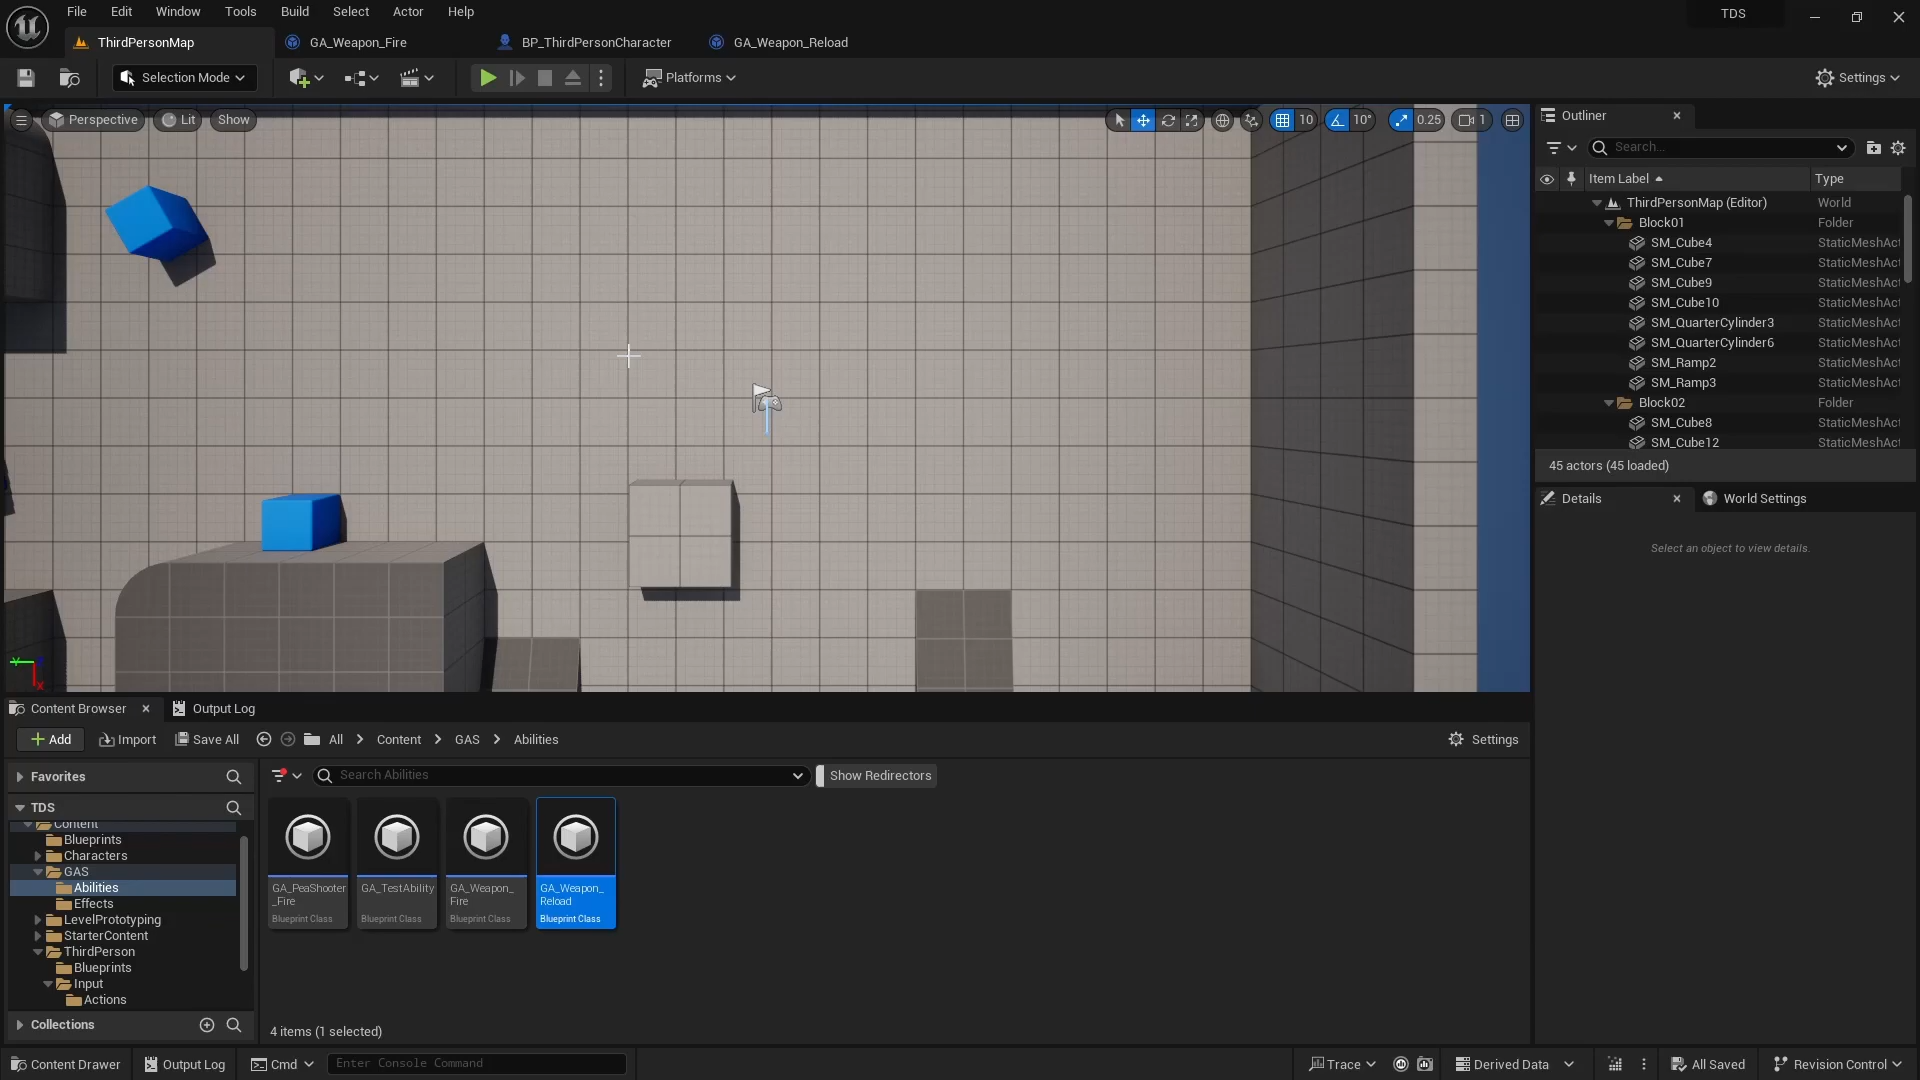 File Edit Window Tools Build Select Actor Help
TDS
ThirdPersonMap
GA_Weapon_Fire
BP_ThirdPersonCharacter
GA_Weapon_Reload
Selection Mode
Platforms
Settings
Perspective
Lit
Show
10
10°
0.25
1
Outliner
Search...
Item Label
Type
ThirdPersonMap (Editor) World
Block01 Folder
SM_Cube4 StaticMeshAct
SM_Cube7 StaticMeshAct
SM_Cube9 StaticMeshAct
SM_Cube10 StaticMeshAct
SM_QuarterCylinder3 StaticMeshAct
SM_QuarterCylinder6 StaticMeshAct
SM_Ramp2 StaticMeshAct
SM_Ramp3 StaticMeshAct
Block02 Folder
SM_Cube8 StaticMeshAct
SM_Cube12 StaticMeshAct
45 actors (45 loaded)
Details
World Settings
Select an object to view details.
Y
X
Content Browser
Output Log
Add
Import
Save All
All > Content > GAS > Abilities
Settings
Favorites
TDS
Content
Blueprints
Characters
GAS
Abilities
Effects
LevelPrototyping
StarterContent
ThirdPerson
Blueprints
Input
Actions
Collections
Search Abilities
Show Redirectors
GA_PeaShooter
_Fire
Blueprint Class
GA_TestAbility
Blueprint Class
GA_Weapon_
Fire
Blueprint Class
GA_Weapon_
Reload
Blueprint Class
4 items (1 selected)
Content Drawer
Output Log
Cmd
Enter Console Command
Trace
Derived Data
All Saved
Revision Control